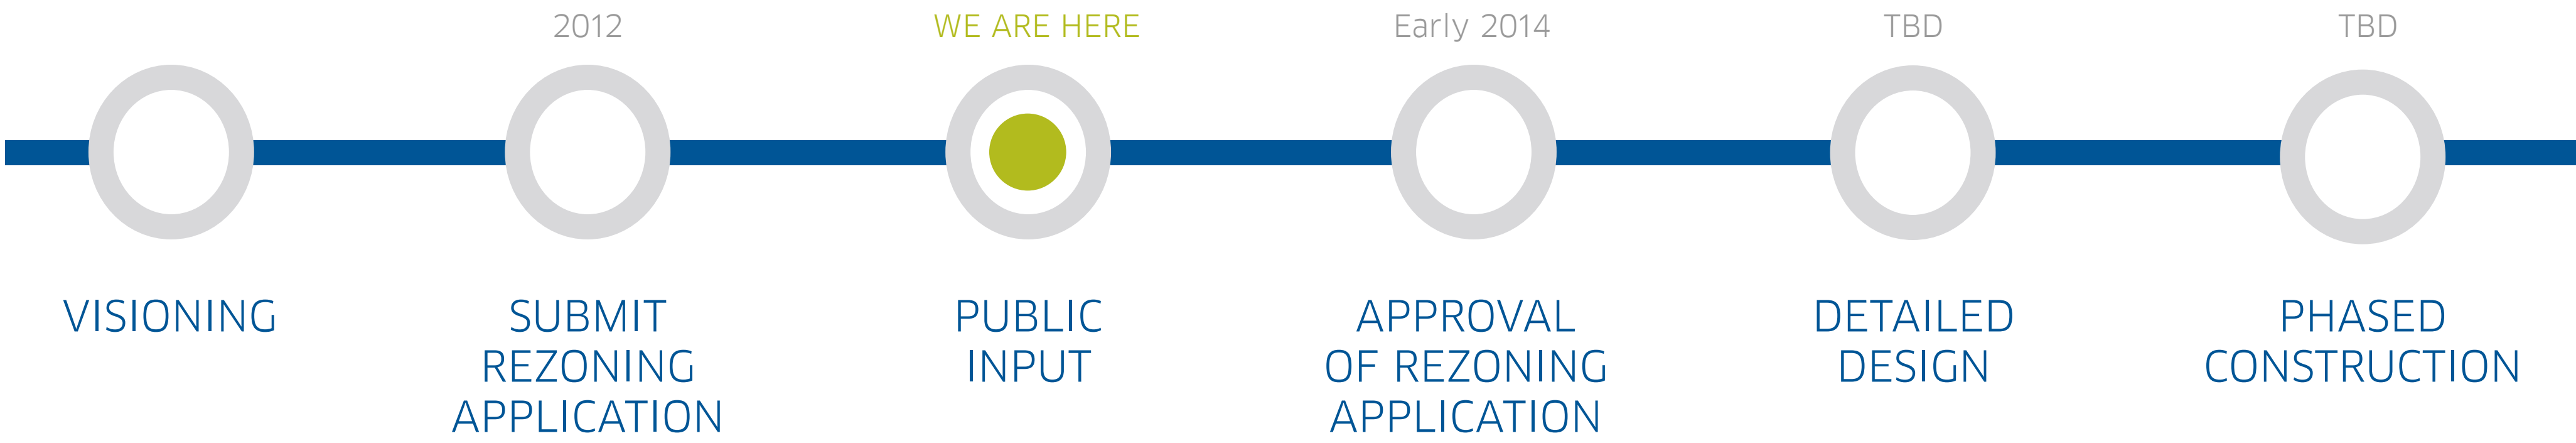 2012
WE ARE HERE
Early 2014
TBD
TBD
VISIONING
SUBMIT
REZONING
APPLICATION
PUBLIC
INPUT
APPROVAL
OF REZONING
APPLICATION
DETAILED
DESIGN
PHASED
CONSTRUCTION